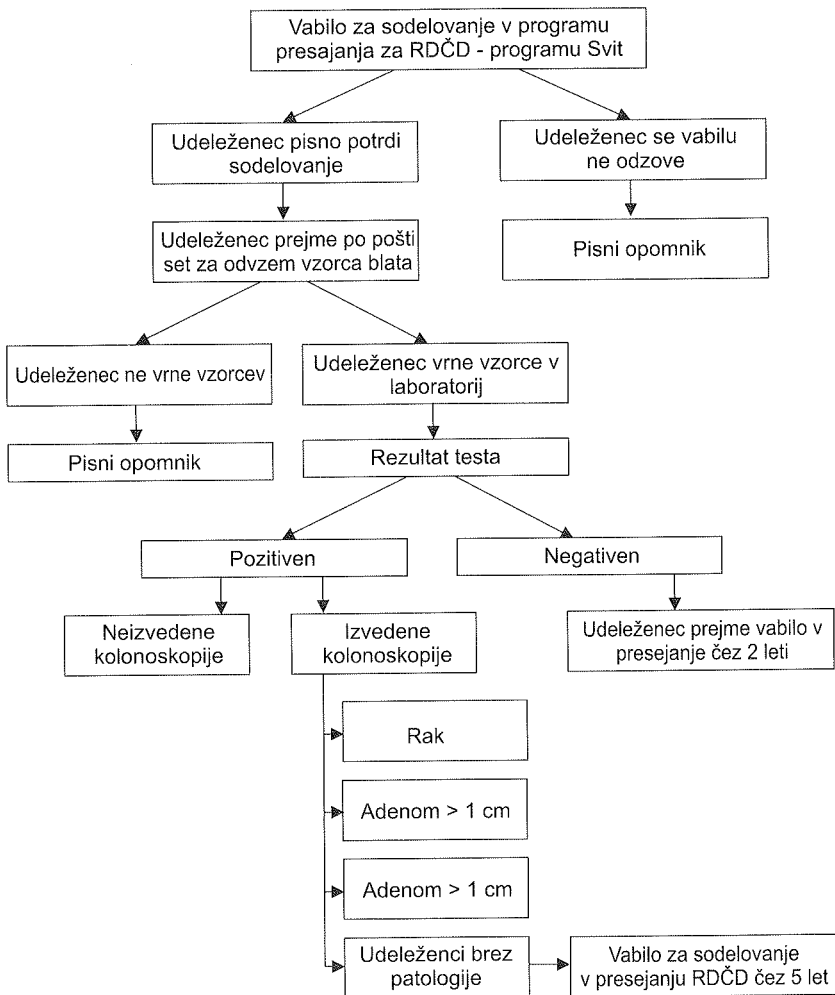 Vabilo za sodelovanje v programu
presajanja za RDČD - programu Svit
Udeleženec pisno potrdi
sodelovanje
Udeleženec se vabilu
ne odzove
Udeleženec prejme po pošti
set za odvzem vzorca blata
Pisni opomnik
Udeleženec ne vrne vzorcev
Udeleženec vrne vzorce v
laboratorij
Pisni opomnik
Rezultat testa
Pozitiven
Negativen
Neizvedene
kolonoskopije
Izvedene
kolonoskopije
Udeleženec prejme vabilo v
presejanje čez 2 leti
Rak
Adenom > 1 cm
Adenom > 1 cm
Udeleženci brez
patologije
Vabilo za sodelovanje
v presejanju RDČD čez 5 let